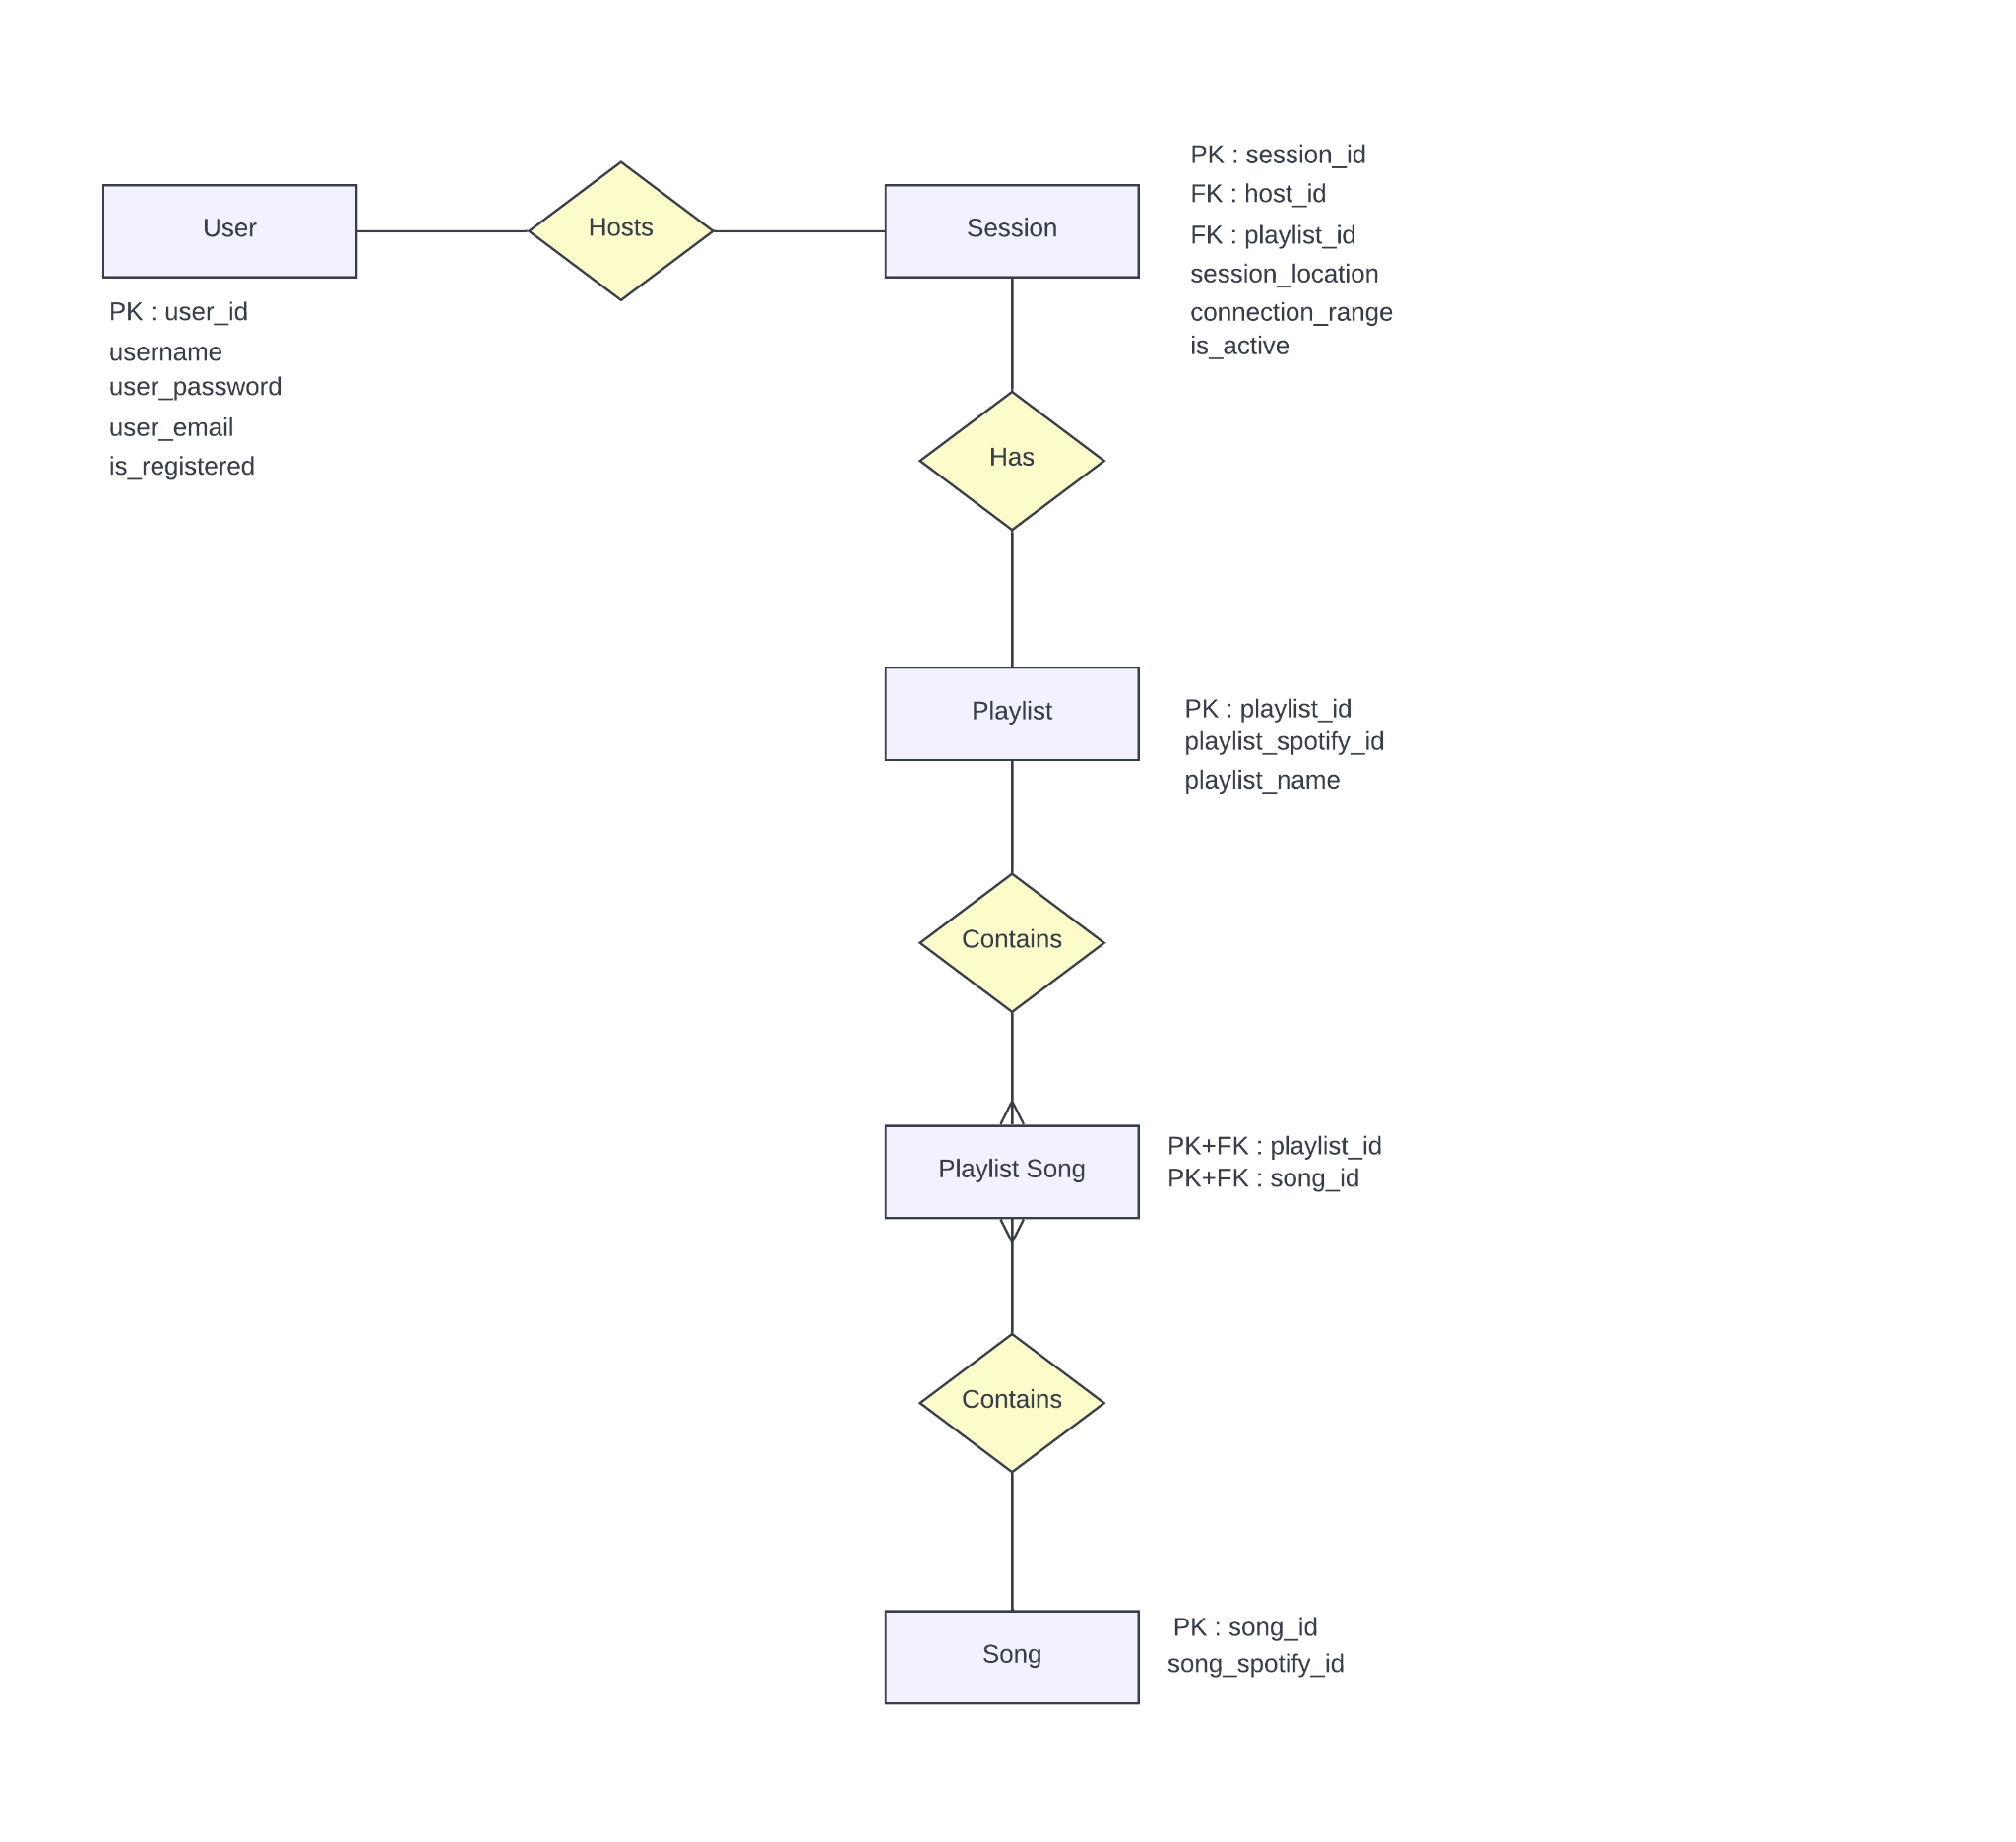 User
PK : user_id
username
user_password
user_email
is_registered
Hosts
Session
PK : session_id
FK : host_id
FK : playlist_id
session_location
connection_range
is_active
Has
Playlist
PK : playlist_id
playlist_spotify_id
playlist_name
Contains
Playlist Song
PK+FK : playlist_id
PK+FK : song_id
Contains
Song
PK : song_id
song_spotify_id